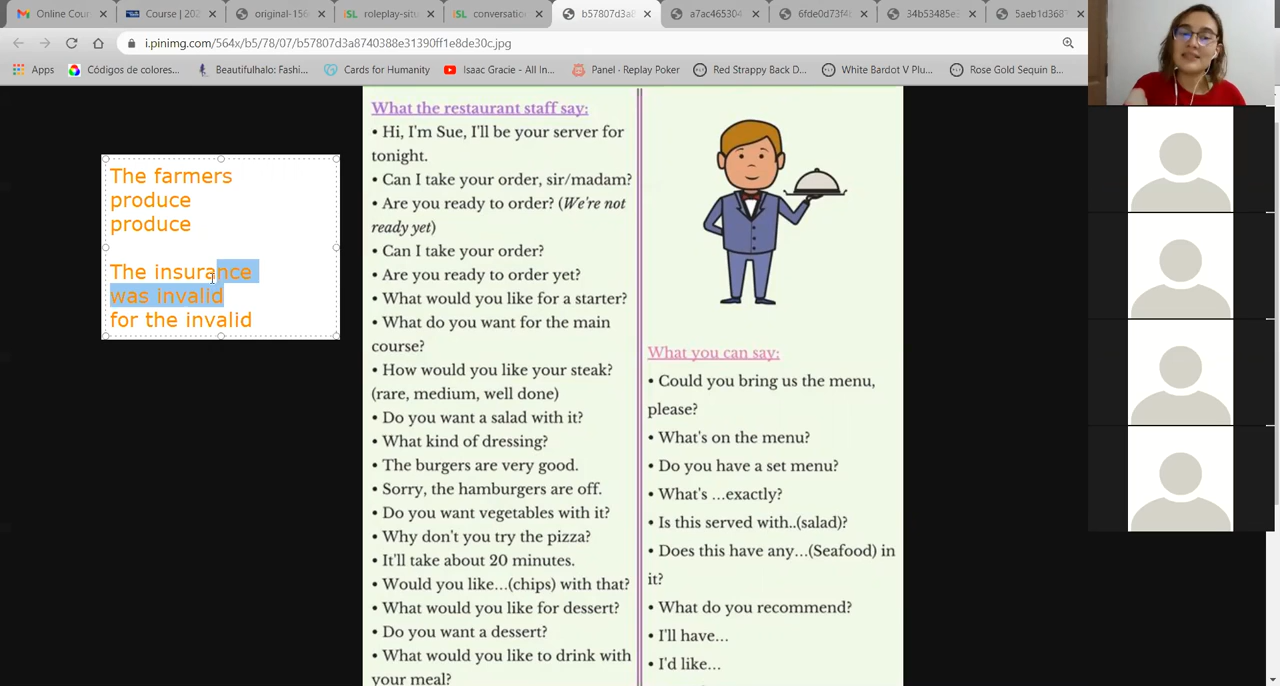 Online Cour
Course | 202
original-156
roleplay-situ
conversation
b57807d3a8
a7ac465304
6fde0d73f4
34b53485e
5aeb1d368
i.pinimg.com/564x/b5/78/07/b57807d3a8740388e31390ff1e8de30c.jpg
Apps
Códigos de colores...
Beautifulhalo: Fashi...
Cards for Humanity
Isaac Gracie - All In...
Panel · Replay Poker
Red Strappy Back D...
White Bardot V Plu...
Rose Gold Sequin B...
The farmers
produce
produce
The insurance
was invalid
for the invalid
What the restaurant staff say:
• Hi, I'm Sue, I'll be your server for
tonight.
• Can I take your order, sir/madam?
• Are you ready to order? (We're not
ready yet)
• Can I take your order?
• Are you ready to order yet?
• What would you like for a starter?
• What do you want for the main
course?
• How would you like your steak?
(rare, medium, well done)
• Do you want a salad with it?
• What kind of dressing?
• The burgers are very good.
• Sorry, the hamburgers are off.
• Do you want vegetables with it?
• Why don't you try the pizza?
• It'll take about 20 minutes.
• Would you like...(chips) with that?
• What would you like for dessert?
• Do you want a dessert?
• What would you like to drink with
your meal?
What you can say:
• Could you bring us the menu,
please?
• What's on the menu?
• Do you have a set menu?
• What's ...exactly?
• Is this served with..(salad)?
• Does this have any...(Seafood) in
it?
• What do you recommend?
• I'll have...
• I'd like...